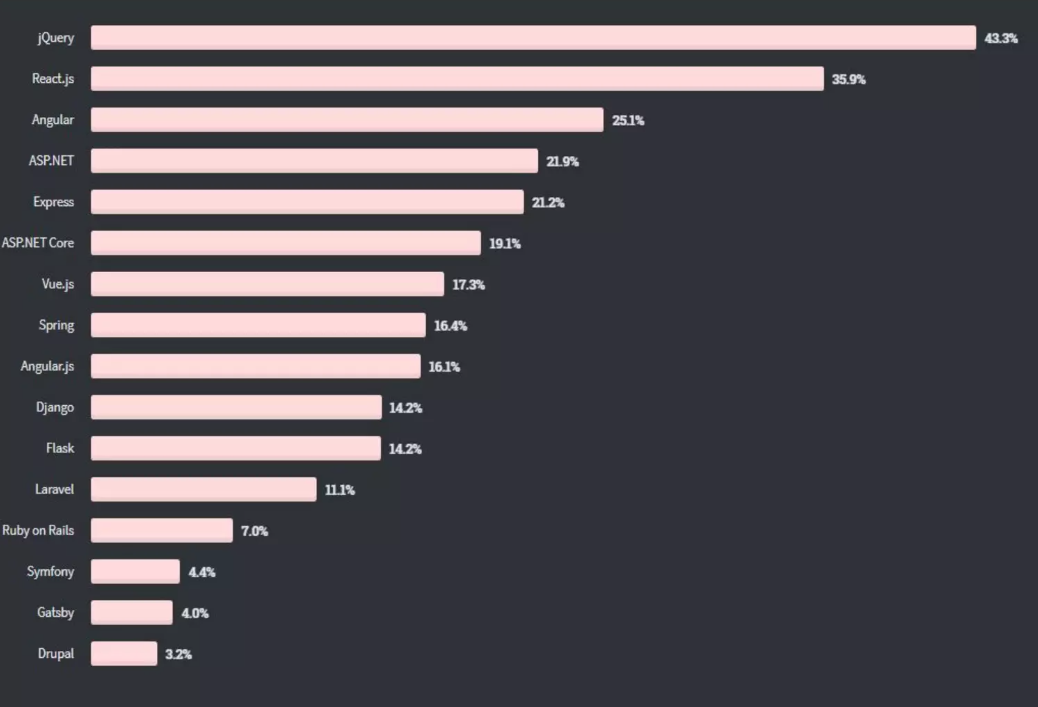 jQuery 43.3%
React.js 35.9%
Angular 25.1%
ASP.NET 21.9%
Express 21.2%
ASP.NET Core 19.1%
Vue.js 17.3%
Spring 16.4%
Angular.js 16.1%
Django 14.2%
Flask 14.2%
Laravel 11.1%
Ruby on Rails 7.0%
Symfony 4.4%
Gatsby 4.0%
Drupal 3.2%